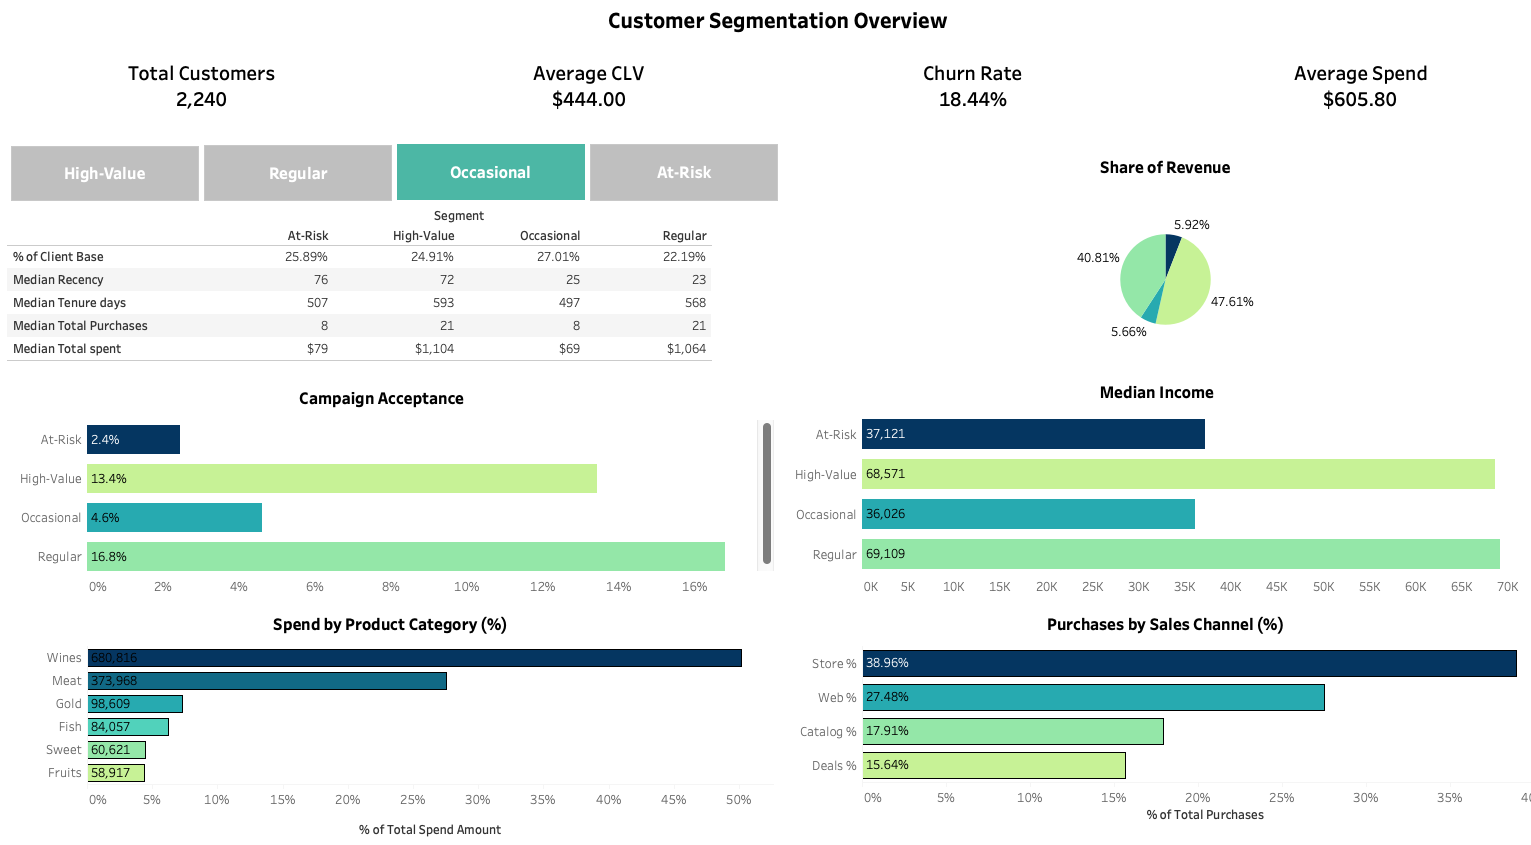 Customer Segmentation Overview
Total Customers
2,240
Average CLV
$444.00
Churn Rate
18.44%
Average Spend
$605.80
High-Value
Regular
Occasional
At-Risk
Segment
At-Risk High-Value Occasional Regular
% of Client Base 25.89% 24.91% 27.01% 22.19%
Median Recency 76 72 25 23
Median Tenure days 507 593 497 568
Median Total Purchases 8 21 8 21
Median Total spent $79 $1,104 $69 $1,064
Share of Revenue
5.92%
40.81%
47.61%
5.66%
Campaign Acceptance
At-Risk 2.4%
High-Value 13.4%
Occasional 4.6%
Regular 16.8%
0% 2% 4% 6% 8% 10% 12% 14% 16%
Median Income
At-Risk 37,121
High-Value 68,571
Occasional 36,026
Regular 69,109
0K 5K 10K 15K 20K 25K 30K 35K 40K 45K 50K 55K 60K 65K 70K
Spend by Product Category (%)
Wines 680,816
Meat 373,968
Gold 98,609
Fish 84,057
Sweet 60,621
Fruits 58,917
0% 5% 10% 15% 20% 25% 30% 35% 40% 45% 50%
% of Total Spend Amount
Purchases by Sales Channel (%)
Store % 38.96%
Web % 27.48%
Catalog % 17.91%
Deals % 15.64%
0% 5% 10% 15% 20% 25% 30% 35%
% of Total Purchases